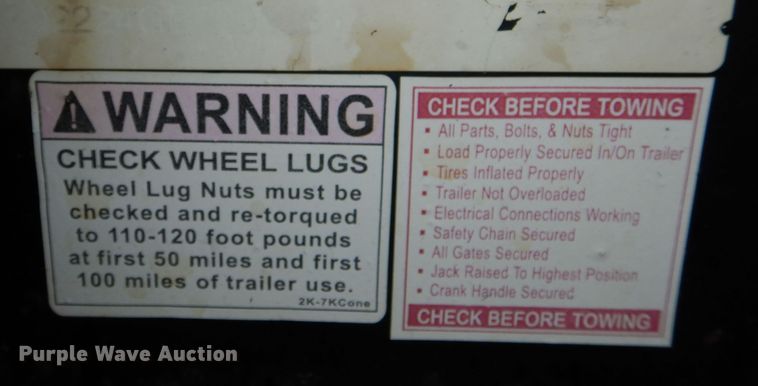 WARNING
CHECK WHEEL LUGS
Wheel Lug Nuts must be
checked and re-torqued
to 110-120 foot pounds
at first 50 miles and first
100 miles of trailer use.
2K-7KCone
CHECK BEFORE TOWING
▪ All Parts, Bolts, & Nuts Tight
▪ Load Properly Secured In/On Trailer
▪ Tires Inflated Properly
▪ Trailer Not Overloaded
▪ Electrical Connections Working
▪ Safety Chain Secured
▪ All Gates Secured
▪ Jack Raised To Highest Position
▪ Crank Handle Secured
CHECK BEFORE TOWING
Purple Wave Auction